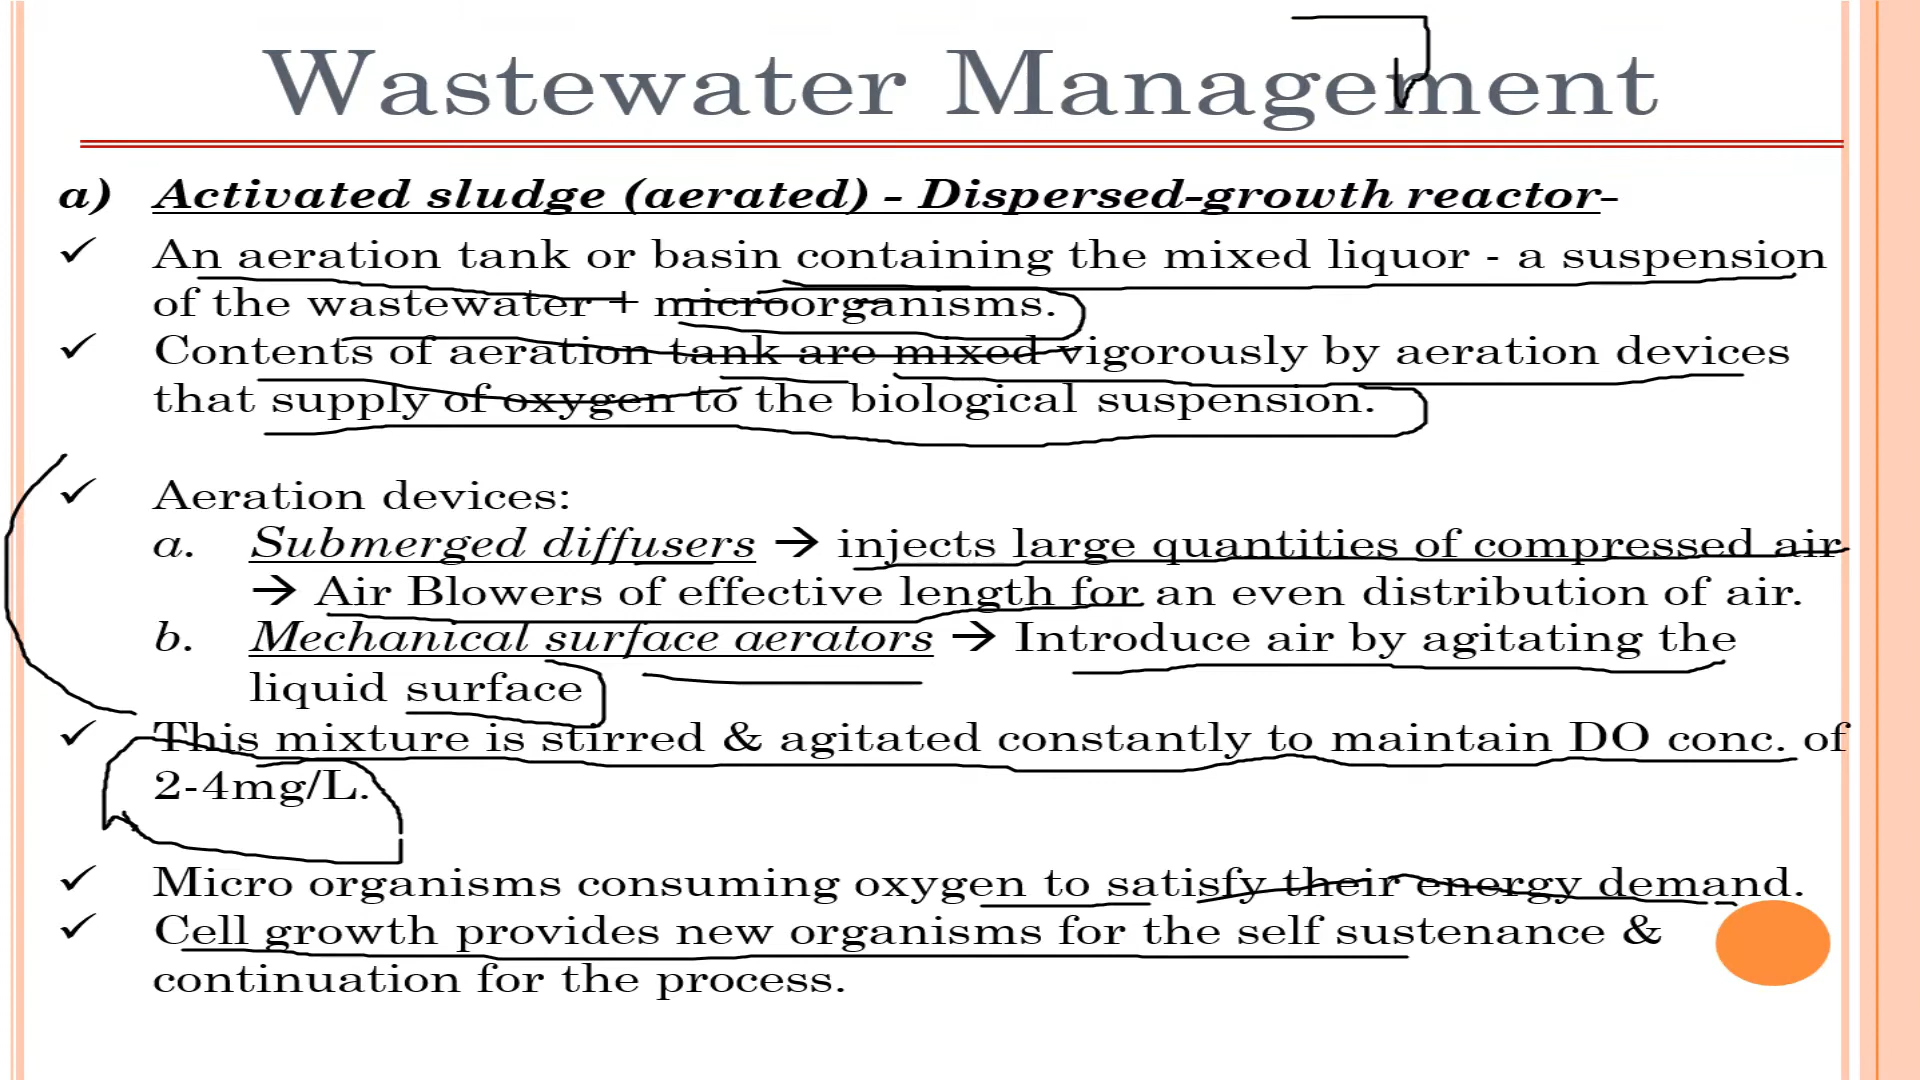 Wastewater Management
a) Activated sludge (aerated) - Dispersed-growth reactor-
✓ An aeration tank or basin containing the mixed liquor - a suspension
of the wastewater + microorganisms.
✓ Contents of aeration tank are mixed vigorously by aeration devices
that supply of oxygen to the biological suspension.
✓ Aeration devices:
a. Submerged diffusers → injects large quantities of compressed air
→ Air Blowers of effective length for an even distribution of air.
b. Mechanical surface aerators → Introduce air by agitating the
liquid surface
✓ This mixture is stirred & agitated constantly to maintain DO conc. of
2-4mg/L.
✓ Micro organisms consuming oxygen to satisfy their energy demand.
✓ Cell growth provides new organisms for the self sustenance &
continuation for the process.